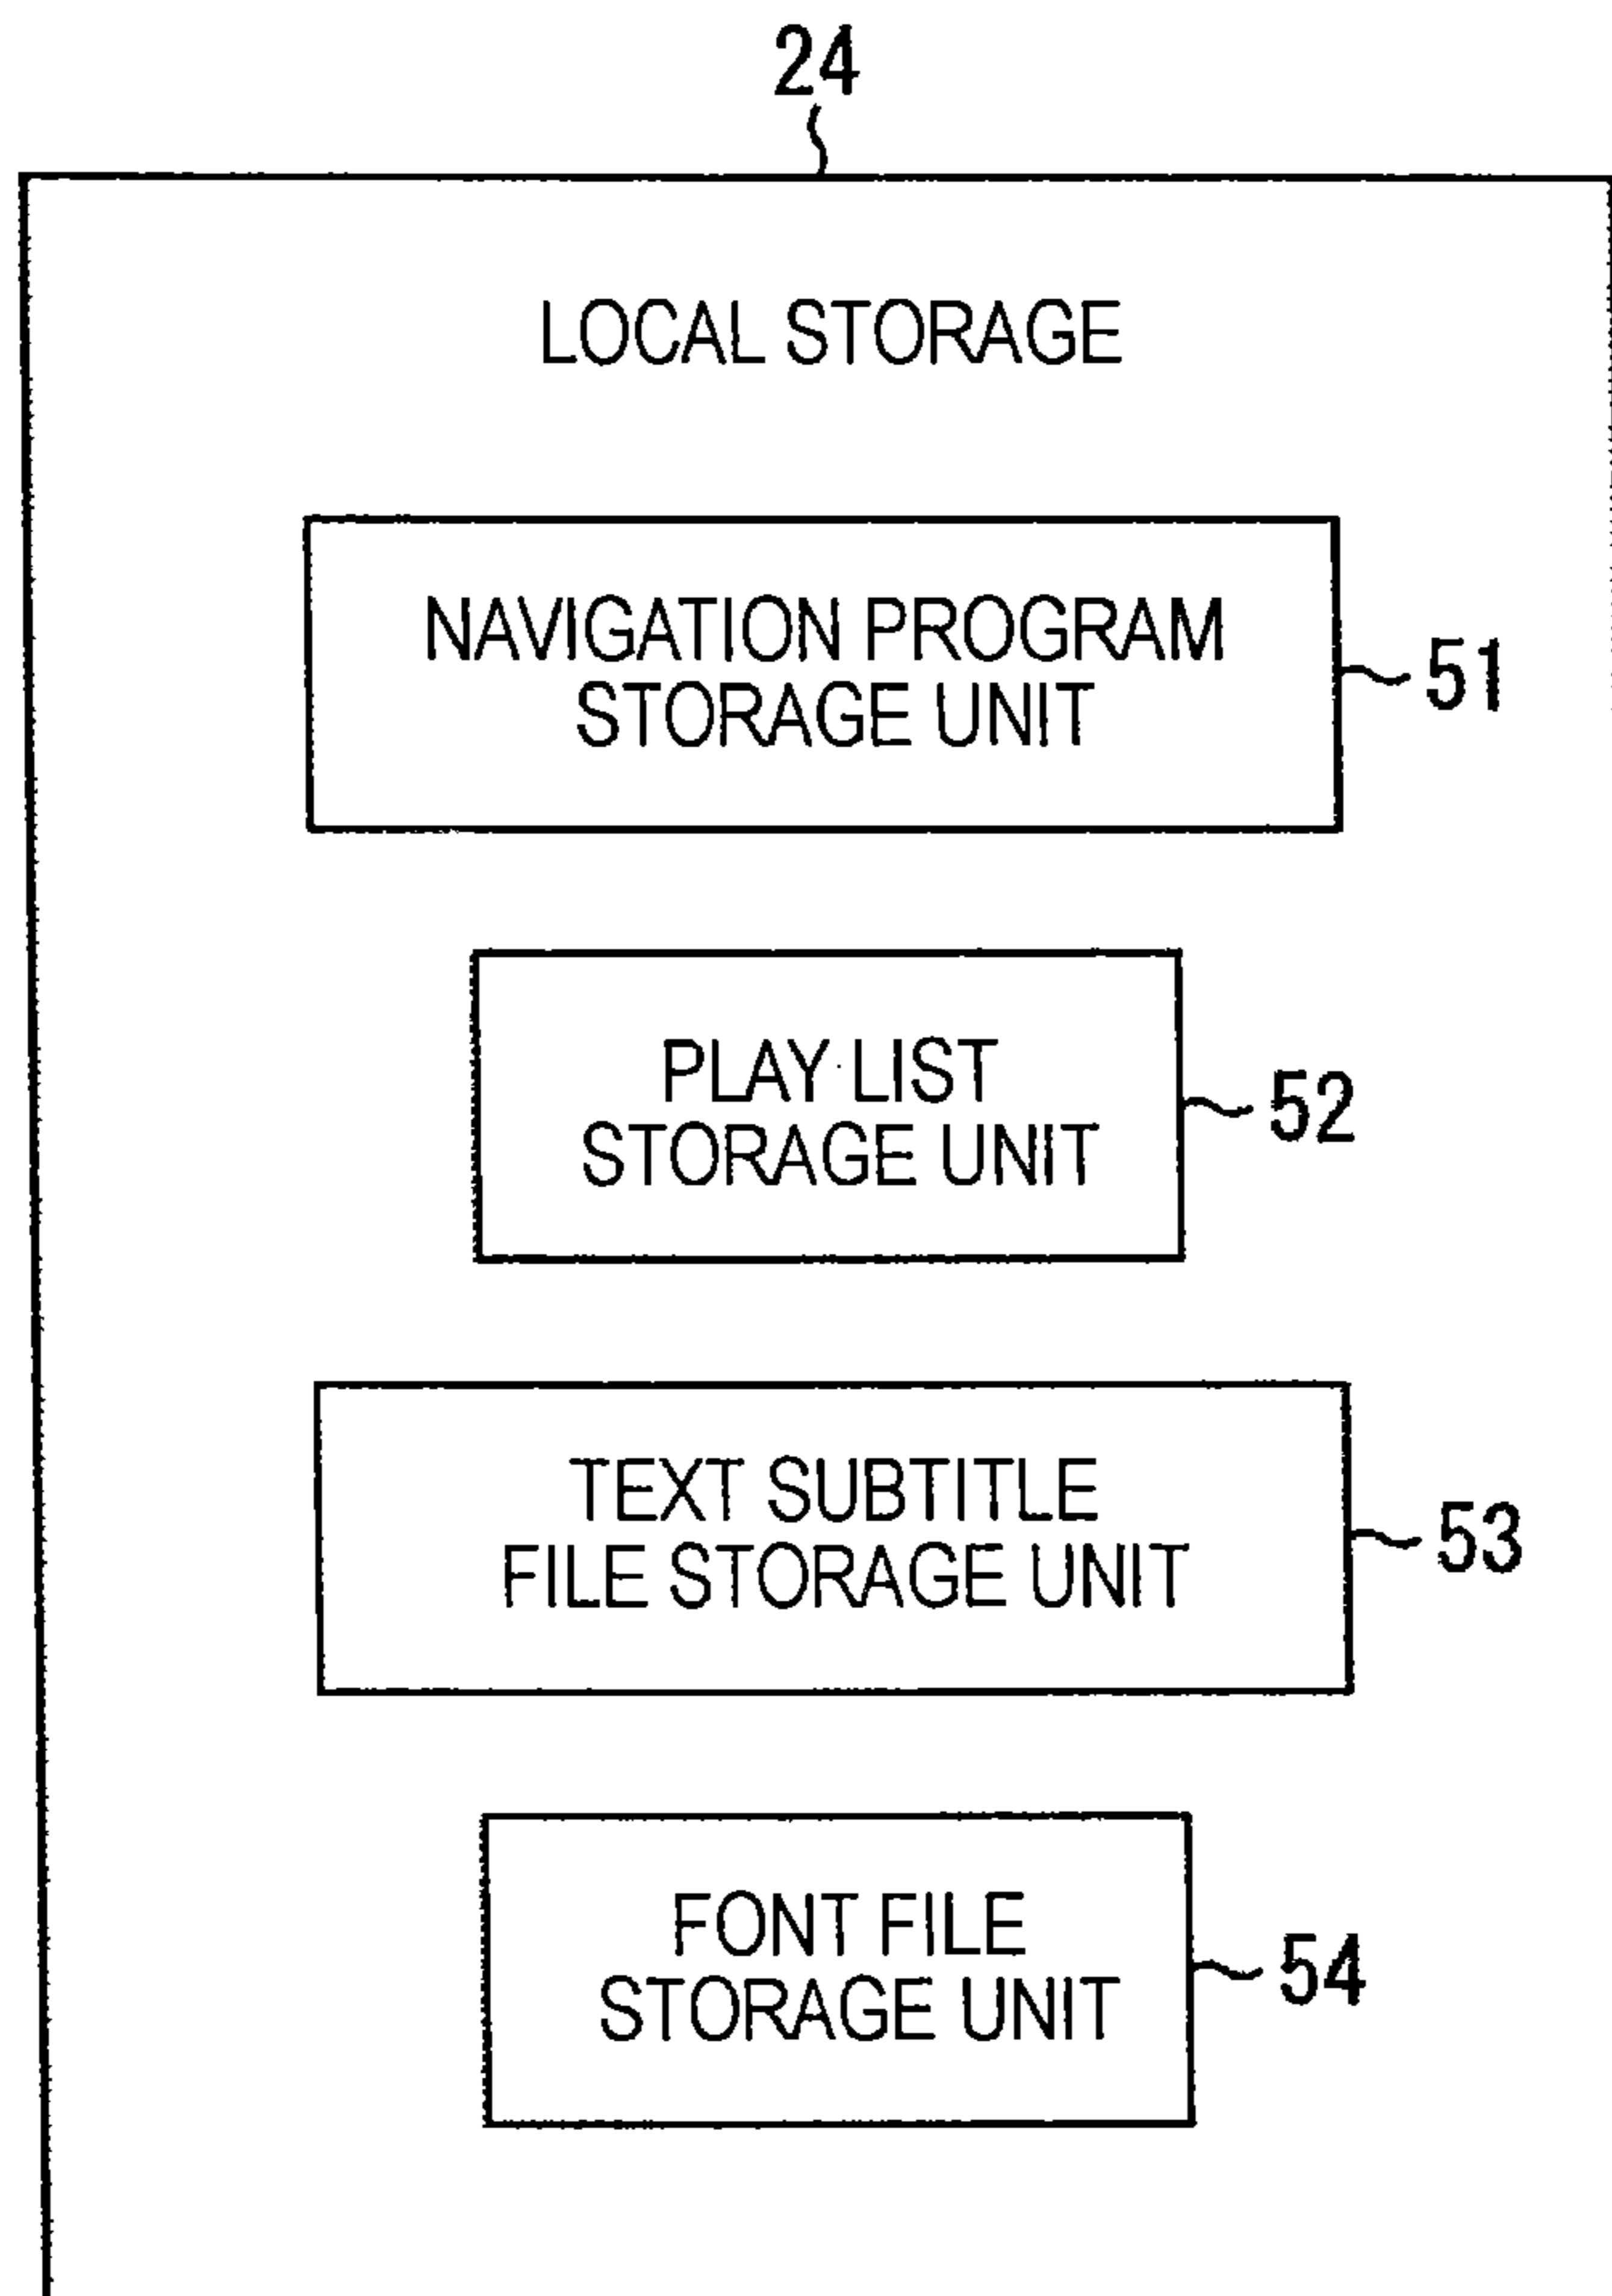 24
LOCAL STORAGE
NAVIGATION PROGRAM
STORAGE UNIT
51
PLAY LIST
STORAGE UNIT
52
TEXT SUBTITLE
FILE STORAGE UNIT
53
FONT FILE
STORAGE UNIT
54